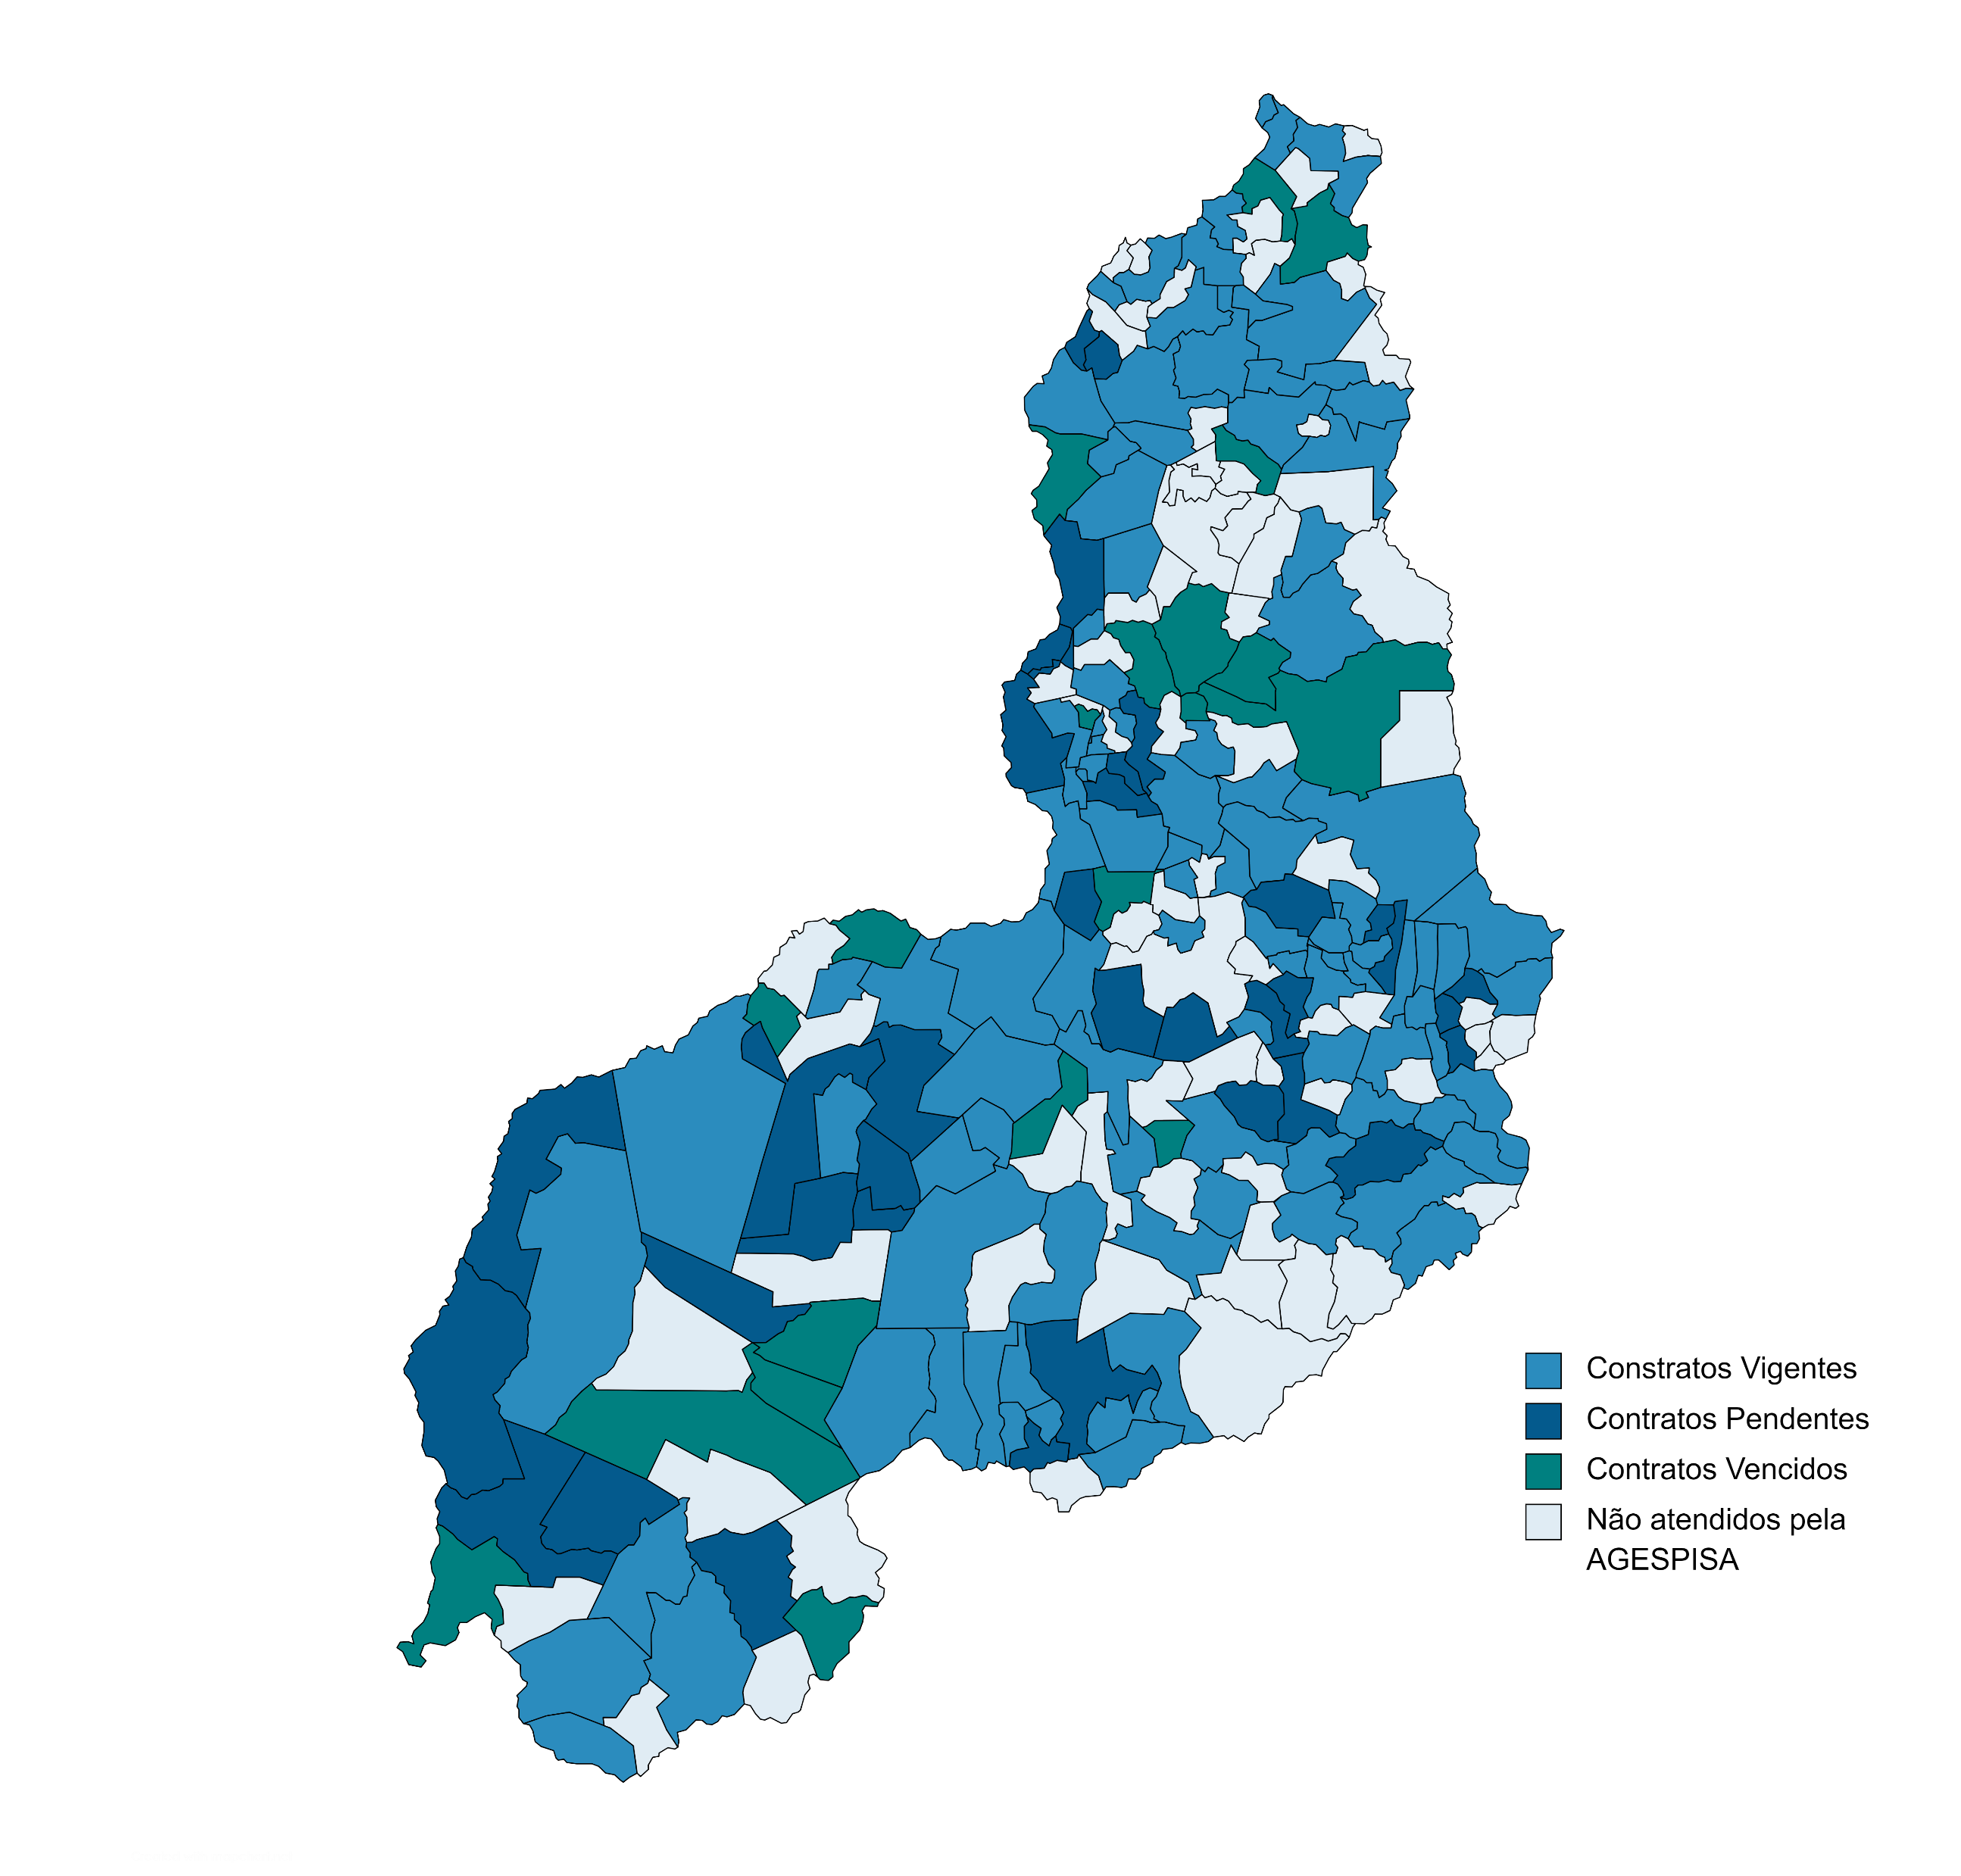 Constratos Vigentes
Contratos Pendentes
Contratos Vencidos
Não atendidos pela
AGESPISA